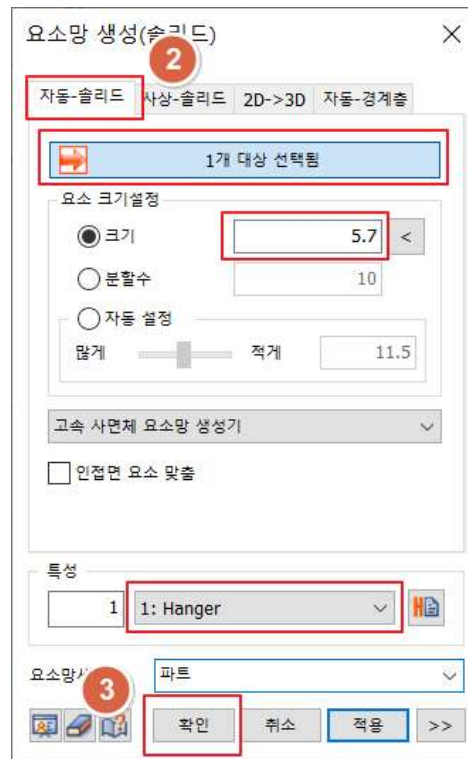 요소망 생성(솔리드)
2
자동-솔리드 사상-솔리드 2D->3D 자동-경계층
1개 대상 선택됨
요소 크기설정
크기 5.7 <
분할수 10
자동 설정
많게 적게 11.5
고속 사면체 요소망 생성기
인접면 요소 맞춤
특성
1 1: Hanger
요소망 파트
3
확인 취소 적용 >>